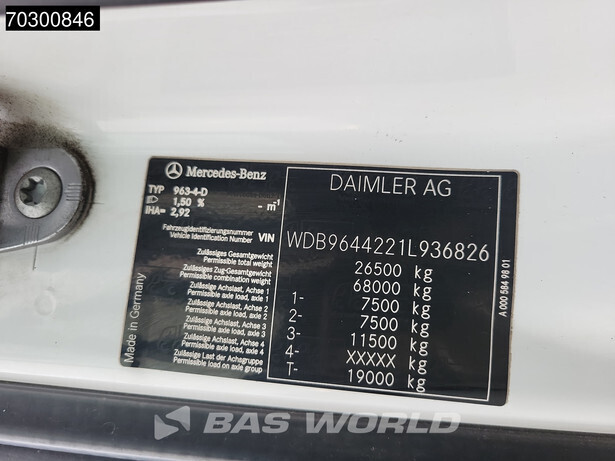 70300846
Mercedes-Benz
DAIMLER AG
TYP 963-4-D
1,50 % - m⁻¹
IHA= 2,92
Fahrzeugidentifizierungsnummer
Vehicle Identification Number VIN WDB9644221L936826
Zulässiges Gesamtgewicht
Permissible total weight 26500 kg
Zulässiges Zug-Gesamtgewicht
Permissible combination weight 68000 kg
Zulässige Achslast, Achse 1
Permissible axle load, axle 1 1- 7500 kg
Zulässige Achslast, Achse 2
Permissible axle load, axle 2 2- 7500 kg
Zulässige Achslast, Achse 3
Permissible axle load, axle 3 3- 11500 kg
Zulässige Achslast, Achse 4
Permissible axle load, axle 4 4- XXXXX kg
Zulässige Last der Achsgruppe
Permissible load on axle group T- 19000 kg
Made in Germany
A 000 584 98 01
BAS WORLD